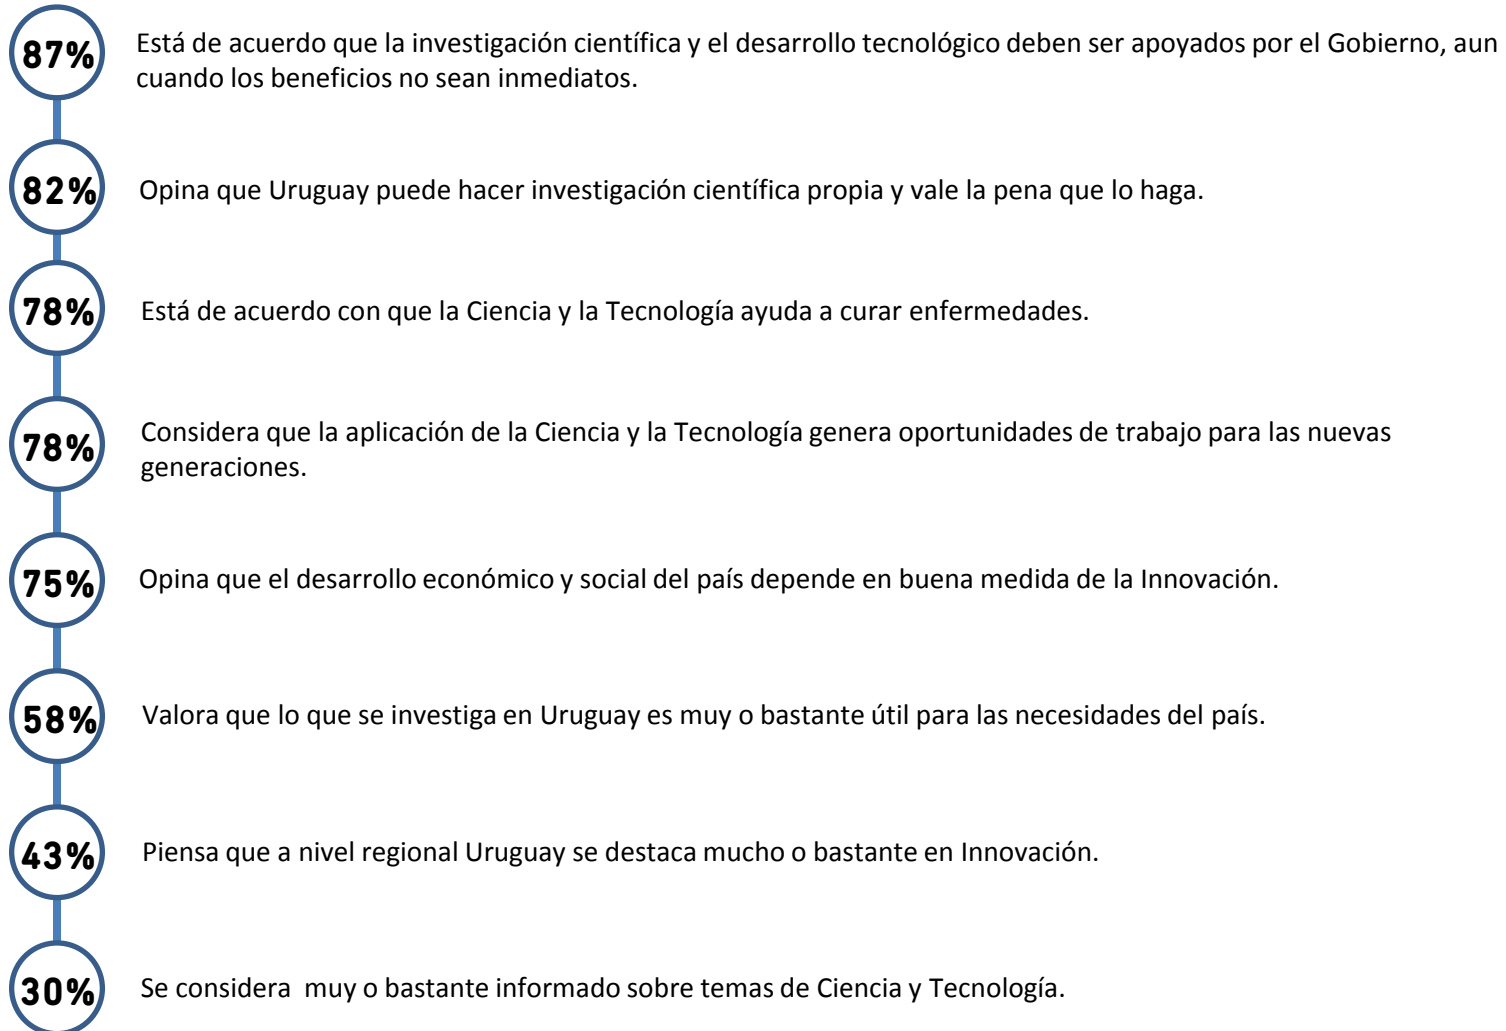 87%
Está de acuerdo que la investigación científica y el desarrollo tecnológico deben ser apoyados por el Gobierno, aun
cuando los beneficios no sean inmediatos.
82%
Opina que Uruguay puede hacer investigación científica propia y vale la pena que lo haga.
78%
Está de acuerdo con que la Ciencia y la Tecnología ayuda a curar enfermedades.
78%
Considera que la aplicación de la Ciencia y la Tecnología genera oportunidades de trabajo para las nuevas
generaciones.
75%
Opina que el desarrollo económico y social del país depende en buena medida de la Innovación.
58%
Valora que lo que se investiga en Uruguay es muy o bastante útil para las necesidades del país.
43%
Piensa que a nivel regional Uruguay se destaca mucho o bastante en Innovación.
30%
Se considera  muy o bastante informado sobre temas de Ciencia y Tecnología.